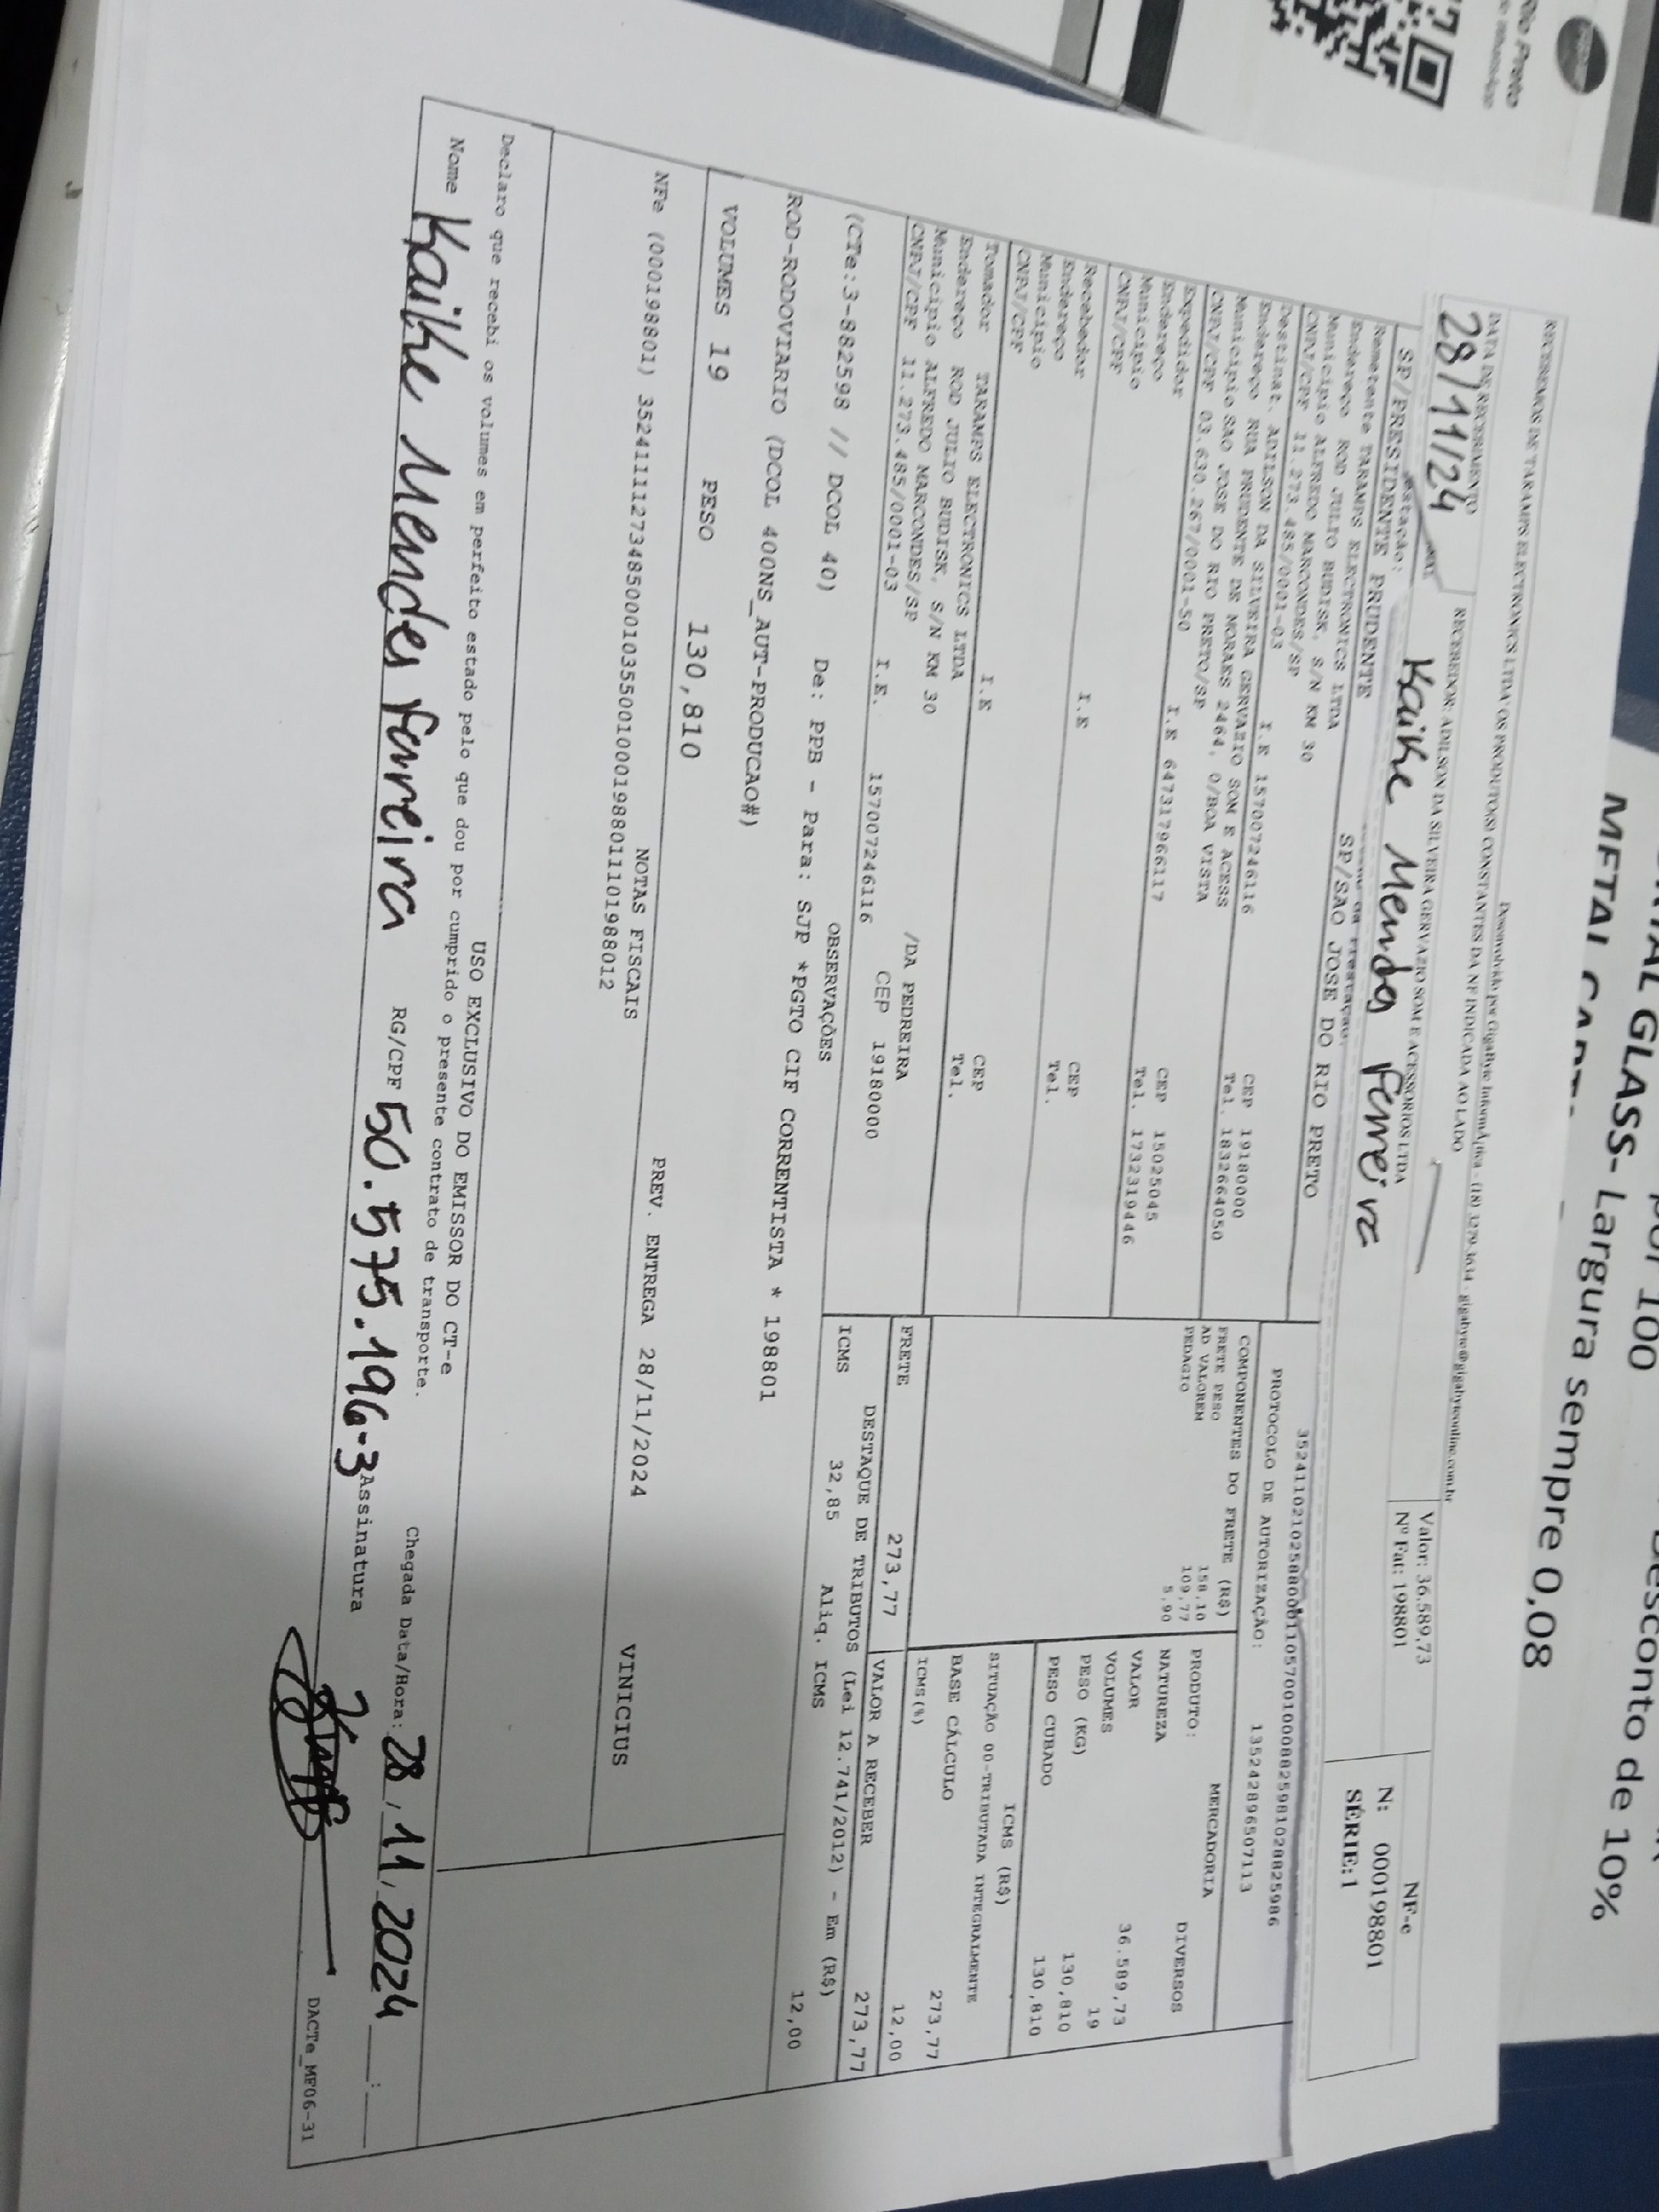 por 100
GLASS- Largura sempre 0,08
desconto de 10%
Rio Preto
RECEBEMOS DE TARAMPS ELECTRONICS LTDA OS PRODUTO(S) CONSTANTES DA NF INDICADA AO LADO
Desenvolvido por GigaByte
DATA DE RECEBIMENTO
28/11/24
RECEBEDOR: ADILSON DA SILVEIRA GERVAZIO SOM E ACESSORIOS LTDA
Kaike Mendes Ferreira
Valor: 36.589,73
Nº Fat: 198801
NF-e
N: 000198801
SÉRIE:1
SP/PRESIDENTE PRUDENTE
SP/SAO JOSE DO RIO PRETO
Remetente TARAMPS ELECTRONICS LTDA
Endereço ROD JULIO BUDISK, S/N KM 30
Município ALFREDO MARCONDES/SP CEP 19180000
CNPJ/CPF 11.273.485/0001-03 I.E 157007246116 Tel. 1832664050
Destinat. ADILSON DA SILVEIRA GERVAZIO SOM E ACESS
Endereço RUA PRUDENTE DE MORAES 2464, 0/BOA VISTA
Município SAO JOSE DO RIO PRETO/SP CEP 15025045
CNPJ/CPF 03.630.267/0001-50 I.E 647317966117 Tel. 1732319446
Expedidor
Endereço
Município CEP
CNPJ/CPF Tel.
Recebedor I.E
Endereço
Município CEP
CNPJ/CPF Tel.
Tomador TARAMPS ELECTRONICS LTDA I.E
Endereço ROD JULIO BUDISK, S/N KM 30 /DA PEDREIRA
Município ALFREDO MARCONDES/SP
CNPJ/CPF 11.273.485/0001-03 I.E. 157007246116 CEP 19180000
PROTOCOLO DE AUTORIZAÇÃO: 135242896507113
COMPONENTES DO FRETE (R$)
FRETE PESO 158,10
AD VALOREM 109,77
PEDAGIO 5,90
MERCADORIA
PRODUTO: DIVERSOS
NATUREZA
VALOR 36.589,73
VOLUMES 19
PESO (KG) 130,810
PESO CUBADO 130,810
ICMS (R$)
SITUAÇÃO 00-TRIBUTADA INTEGRALMENTE
BASE CÁLCULO 273,77
ICMS(%) 12,00
FRETE 273,77
VALOR A RECEBER 273,77
DESTAQUE DE TRIBUTOS (Lei 12.741/2012) - Em (R$)
ICMS 32,85 Aliq. ICMS 12,00
OBSERVAÇÕES
(CTe:3-882598 // DCOL 40) De: PPB - Para: SJP *PGTO CIF CORRENTISTA * 198801
ROD-RODOVIARIO (DCOL 400NS_AUT-PRODUCAO#)
VOLUMES 19 PESO 130,810
PREV. ENTREGA 28/11/2024
VINICIUS
NOTAS FISCAIS
NFe (000198801) 35241111273485000103550010001988011101988012
USO EXCLUSIVO DO EMISSOR DO CT-e
Declaro que recebi os volumes em perfeito estado pelo que dou por cumprido o presente contrato de transporte.
Nome Kaike Mendes Ferreira RG/CPF 50.575.196-3 Assinatura
Chegada Data/Hora: 28/11/2024 __:__
DACTe_MF06-31